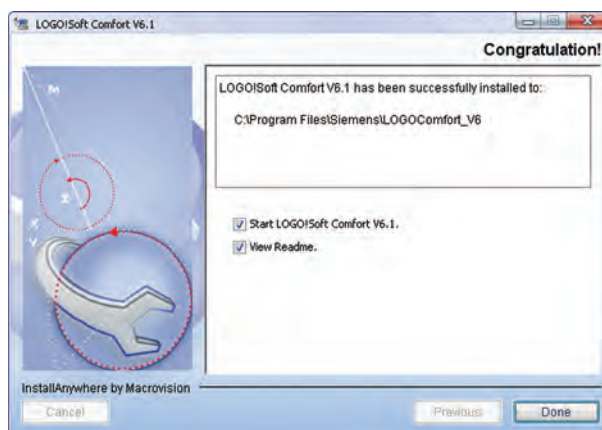 LOGO!Soft Comfort V6.1
Congratulation!
LOGO!Soft Comfort V6.1 has been successfully installed to:
C:\Program Files\Siemens\LOGOComfort_V6
Start LOGO!Soft Comfort V6.1.
View Readme.
InstallAnywhere by Macrovision
Cancel
Previous
Done